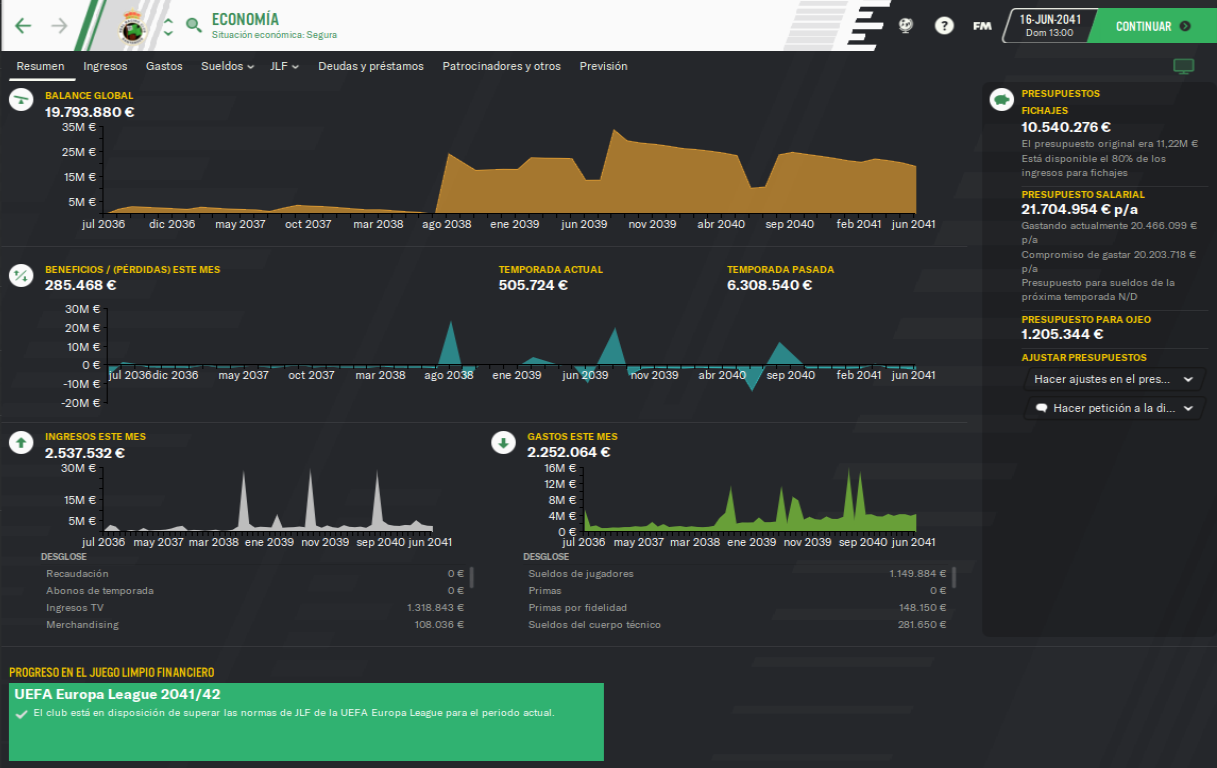 ECONOMÍA
Situación económica: Segura
?
FM
16-JUN-2041
Dom 13:00
CONTINUAR
Resumen Ingresos Gastos Sueldos JLF Deudas y préstamos Patrocinadores y otros Previsión
BALANCE GLOBAL
19.793.880 €
35M €
25M €
15M €
5M €
jul 2036 dic 2036 may 2037 oct 2037 mar 2038 ago 2038 ene 2039 jun 2039 nov 2039 abr 2040 sep 2040 feb 2041 jun 2041
BENEFICIOS / (PÉRDIDAS) ESTE MES
285.468 €
TEMPORADA ACTUAL
505.724 €
TEMPORADA PASADA
6.308.540 €
30M €
20M €
10M €
0 €
-10M €
-20M €
jul 2036 dic 2036 may 2037 oct 2037 mar 2038 ago 2038 ene 2039 jun 2039 nov 2039 abr 2040 sep 2040 feb 2041 jun 2041
INGRESOS ESTE MES
2.537.532 €
30M €
15M €
5M €
jul 2036 may 2037 mar 2038 ene 2039 nov 2039 sep 2040 jun 2041
DESGLOSE
Recaudación 0 €
Abonos de temporada 0 €
Ingresos TV 1.318.843 €
Merchandising 108.036 €
GASTOS ESTE MES
2.252.064 €
16M €
12M €
8M €
4M €
0 €
jul 2036 may 2037 mar 2038 ene 2039 nov 2039 sep 2040 jun 2041
DESGLOSE
Sueldos de jugadores 1.149.884 €
Primas 0 €
Primas por fidelidad 148.150 €
Sueldos del cuerpo técnico 281.650 €
PRESUPUESTOS
FICHAJES
10.540.276 €
El presupuesto original era 11,22M €
Está disponible el 80% de los
ingresos para fichajes
PRESUPUESTO SALARIAL
21.704.954 € p/a
Gastando actualmente 20.466.099 €
p/a
Compromiso de gastar 20.203.718 €
p/a
Presupuesto para sueldos de la
próxima temporada N/D
PRESUPUESTO PARA OJEO
1.205.344 €
AJUSTAR PRESUPUESTOS
Hacer ajustes en el pres...
Hacer petición a la di...
PROGRESO EN EL JUEGO LIMPIO FINANCIERO
UEFA Europa League 2041/42
El club está en disposición de superar las normas de JLF de la UEFA Europa League para el periodo actual.